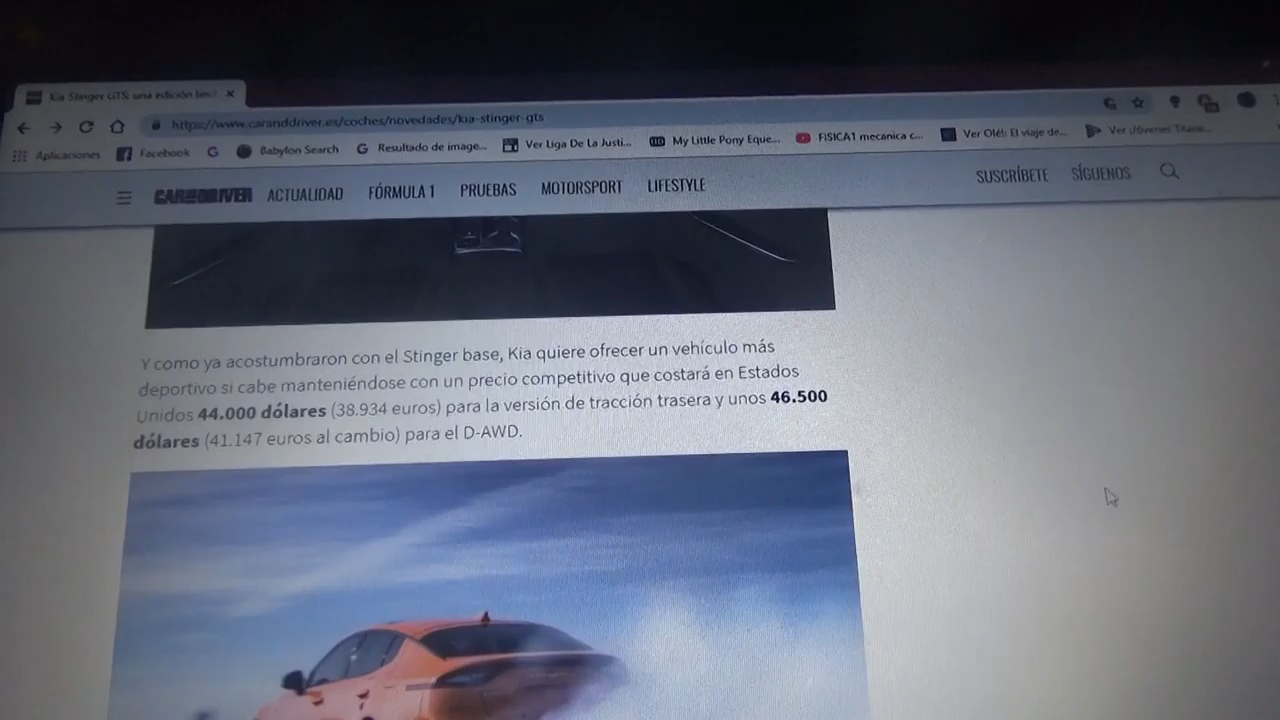 Kia Stinger GTS: una edición limi
https://www.caranddriver.es/coches/novedades/kia-stinger-gts
Aplicaciones Facebook Babylon Search Resultado de image... Ver Liga De La Justi... My Little Pony Eque... FISICA1 mecanica c... Ver Olé!: El viaje de... Ver ¡Jóvenes Titane...
CAR AND DRIVER ACTUALIDAD FÓRMULA 1 PRUEBAS MOTORSPORT LIFESTYLE SUSCRÍBETE SÍGUENOS
Y como ya acostumbraron con el Stinger base, Kia quiere ofrecer un vehículo más
deportivo si cabe manteniéndose con un precio competitivo que costará en Estados
Unidos 44.000 dólares (38.934 euros) para la versión de tracción trasera y unos 46.500
dólares (41.147 euros al cambio) para el D-AWD.